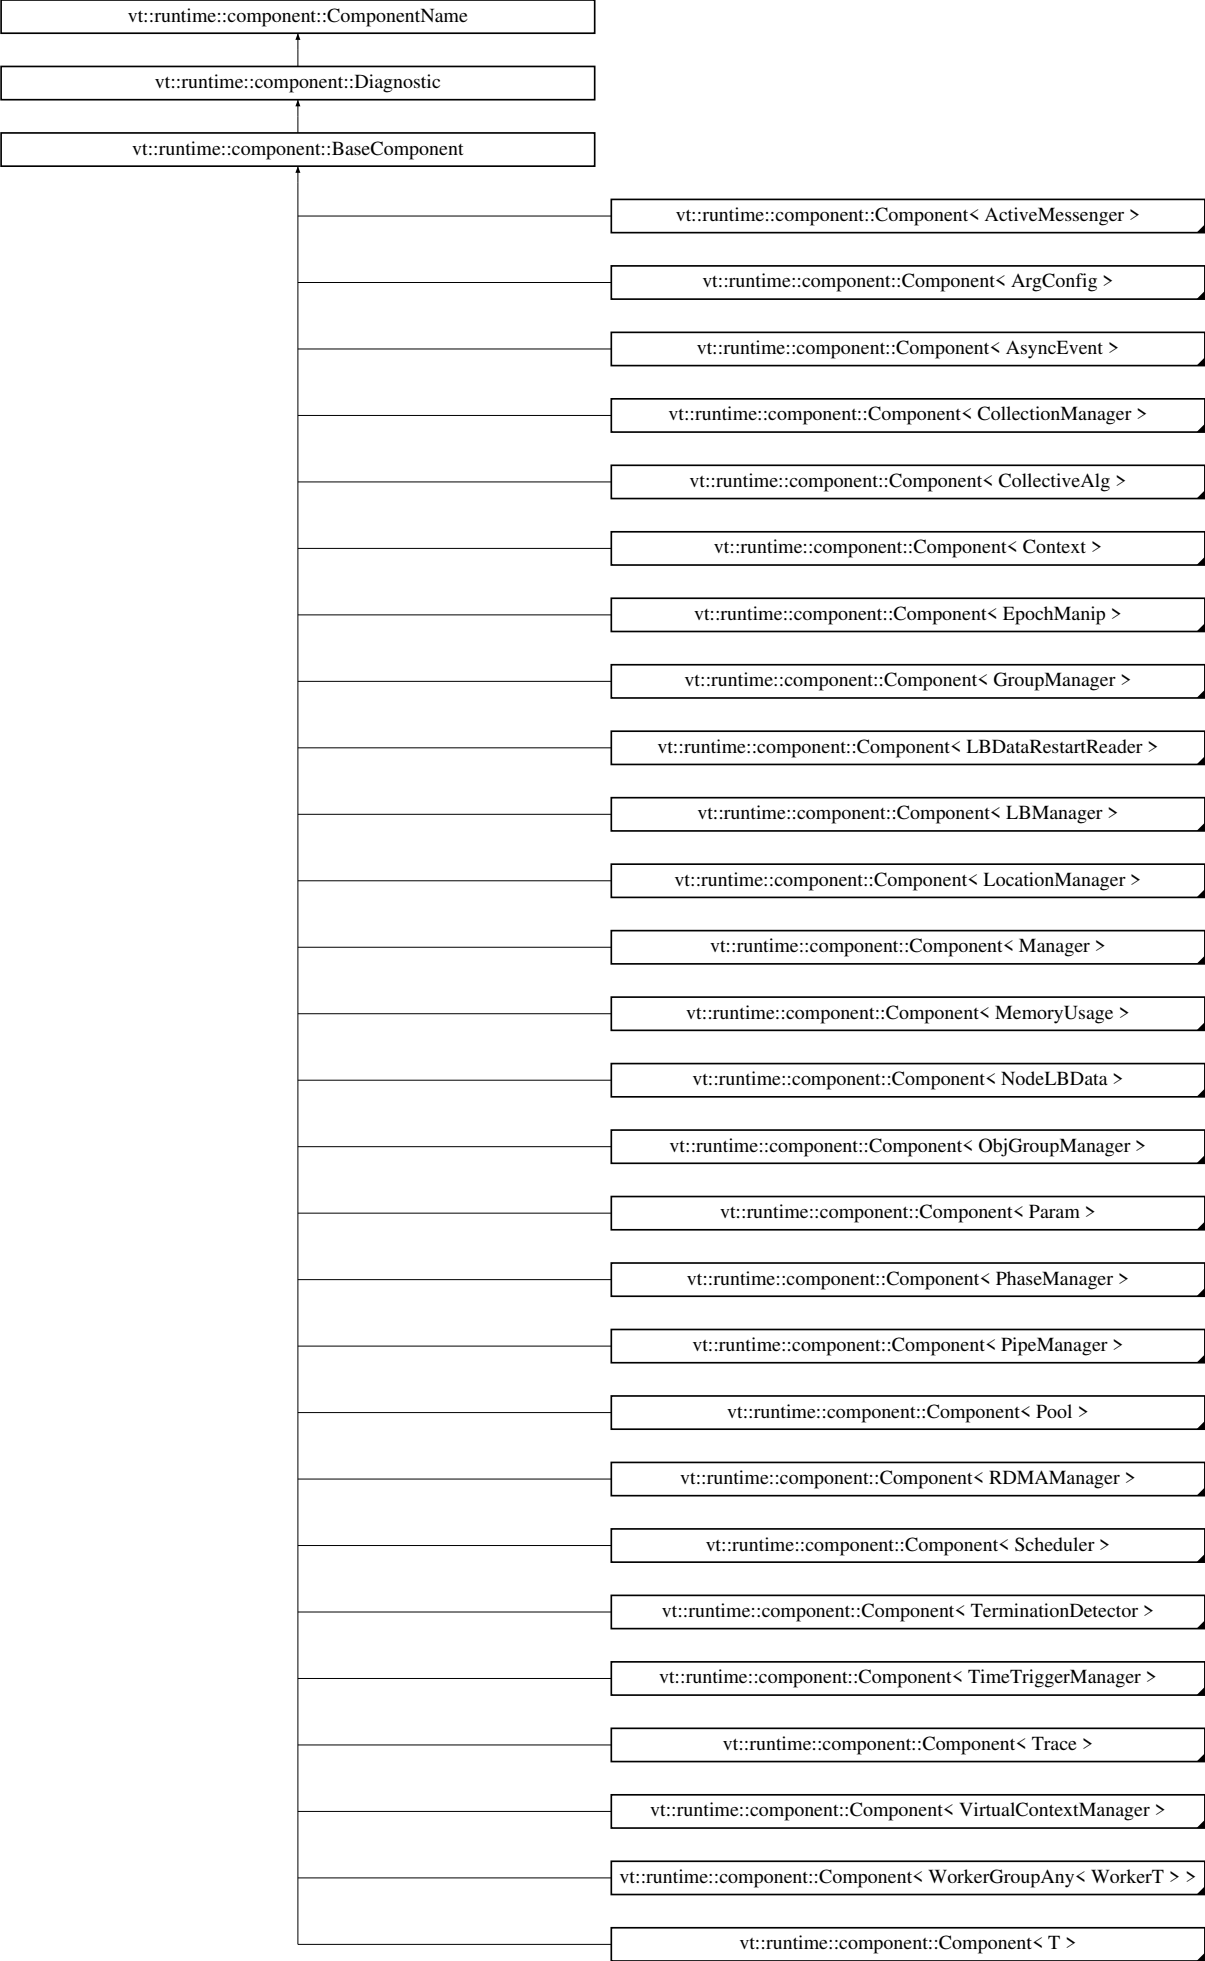 vt::runtime::component::ComponentName
vt::runtime::component::Diagnostic
vt::runtime::component::BaseComponent
vt::runtime::component::Component< ActiveMessenger >
vt::runtime::component::Component< ArgConfig >
vt::runtime::component::Component< AsyncEvent >
vt::runtime::component::Component< CollectionManager >
vt::runtime::component::Component< CollectiveAlg >
vt::runtime::component::Component< Context >
vt::runtime::component::Component< EpochManip >
vt::runtime::component::Component< GroupManager >
vt::runtime::component::Component< LBDataRestartReader >
vt::runtime::component::Component< LBManager >
vt::runtime::component::Component< LocationManager >
vt::runtime::component::Component< Manager >
vt::runtime::component::Component< MemoryUsage >
vt::runtime::component::Component< NodeLBData >
vt::runtime::component::Component< ObjGroupManager >
vt::runtime::component::Component< Param >
vt::runtime::component::Component< PhaseManager >
vt::runtime::component::Component< PipeManager >
vt::runtime::component::Component< Pool >
vt::runtime::component::Component< RDMAManager >
vt::runtime::component::Component< Scheduler >
vt::runtime::component::Component< TerminationDetector >
vt::runtime::component::Component< TimeTriggerManager >
vt::runtime::component::Component< Trace >
vt::runtime::component::Component< VirtualContextManager >
vt::runtime::component::Component< WorkerGroupAny< WorkerT > >
vt::runtime::component::Component< T >